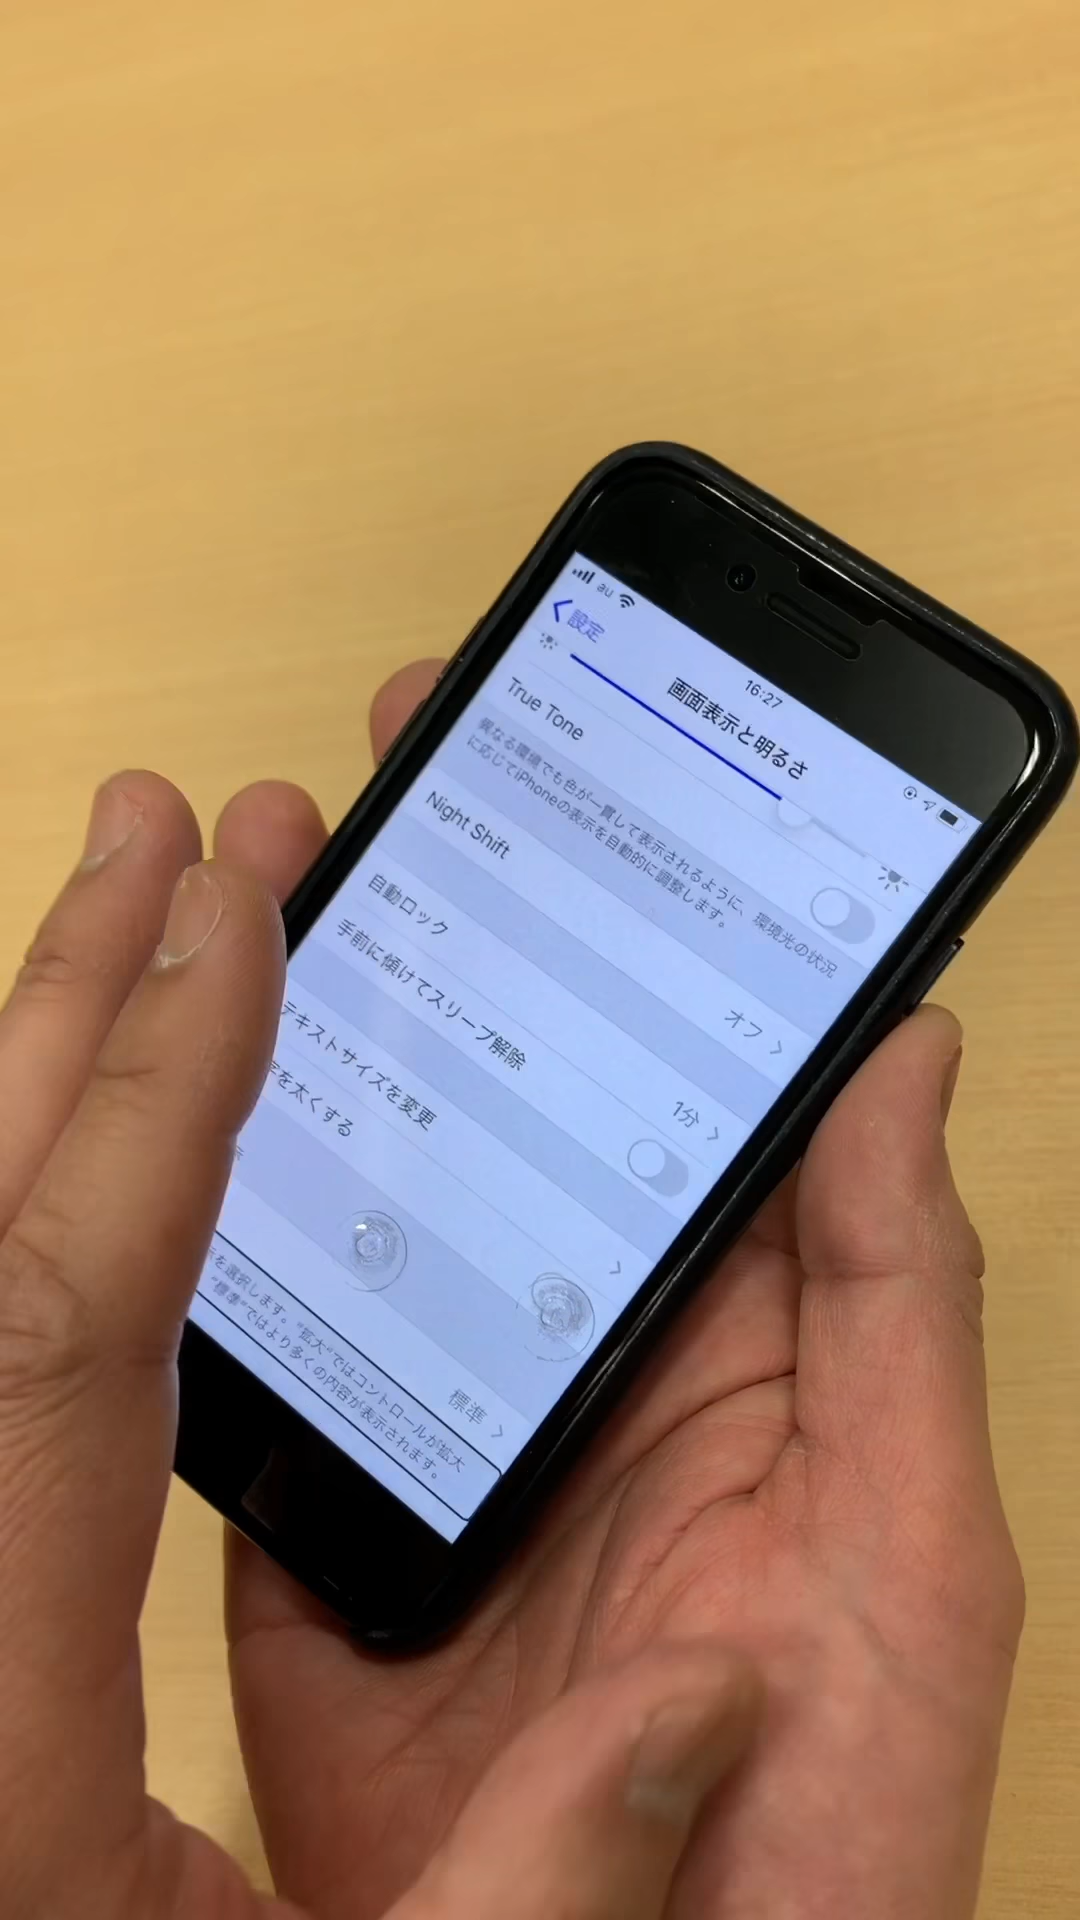 au
16:27
設定
画面表示と明るさ
True Tone
異なる環境でも色が一貫して表示されるように、環境光の状況
に応じてiPhoneの表示を自動的に調整します。
Night Shift
オフ
自動ロック
1分
手前に傾けてスリープ解除
テキストサイズを変更
字を太くする
示
標準
示を選択します。"拡大"ではコントロールが拡大
"標準"ではより多くの内容が表示されます。